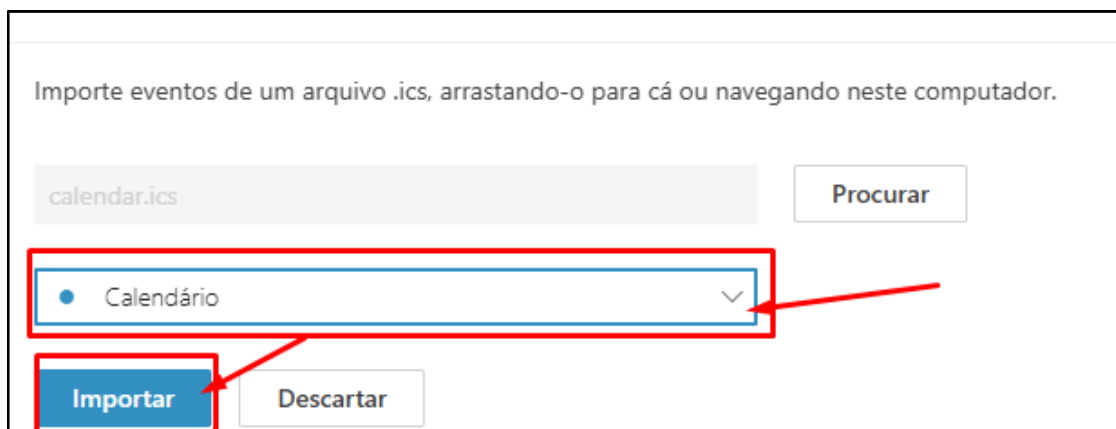 Importe eventos de um arquivo .ics, arrastando-o para cá ou navegando neste computador.
calendar.ics
Procurar
Calendário
Importar
Descartar